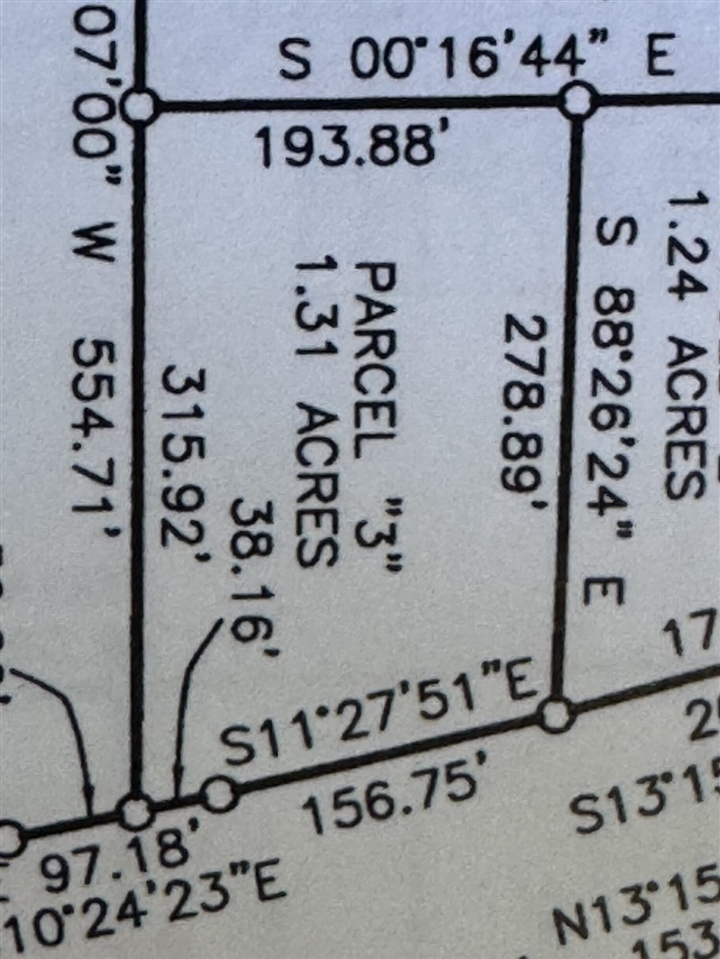 07'00" W 554.71'
S 00°16'44" E
193.88'
PARCEL "3"
1.31 ACRES
315.92'
38.16'
278.89'
S 88°26'24" E
1.24 ACRES
S11°27'51"E
156.75'
97.18'
10°24'23"E
17
S13°15
N13°15
153